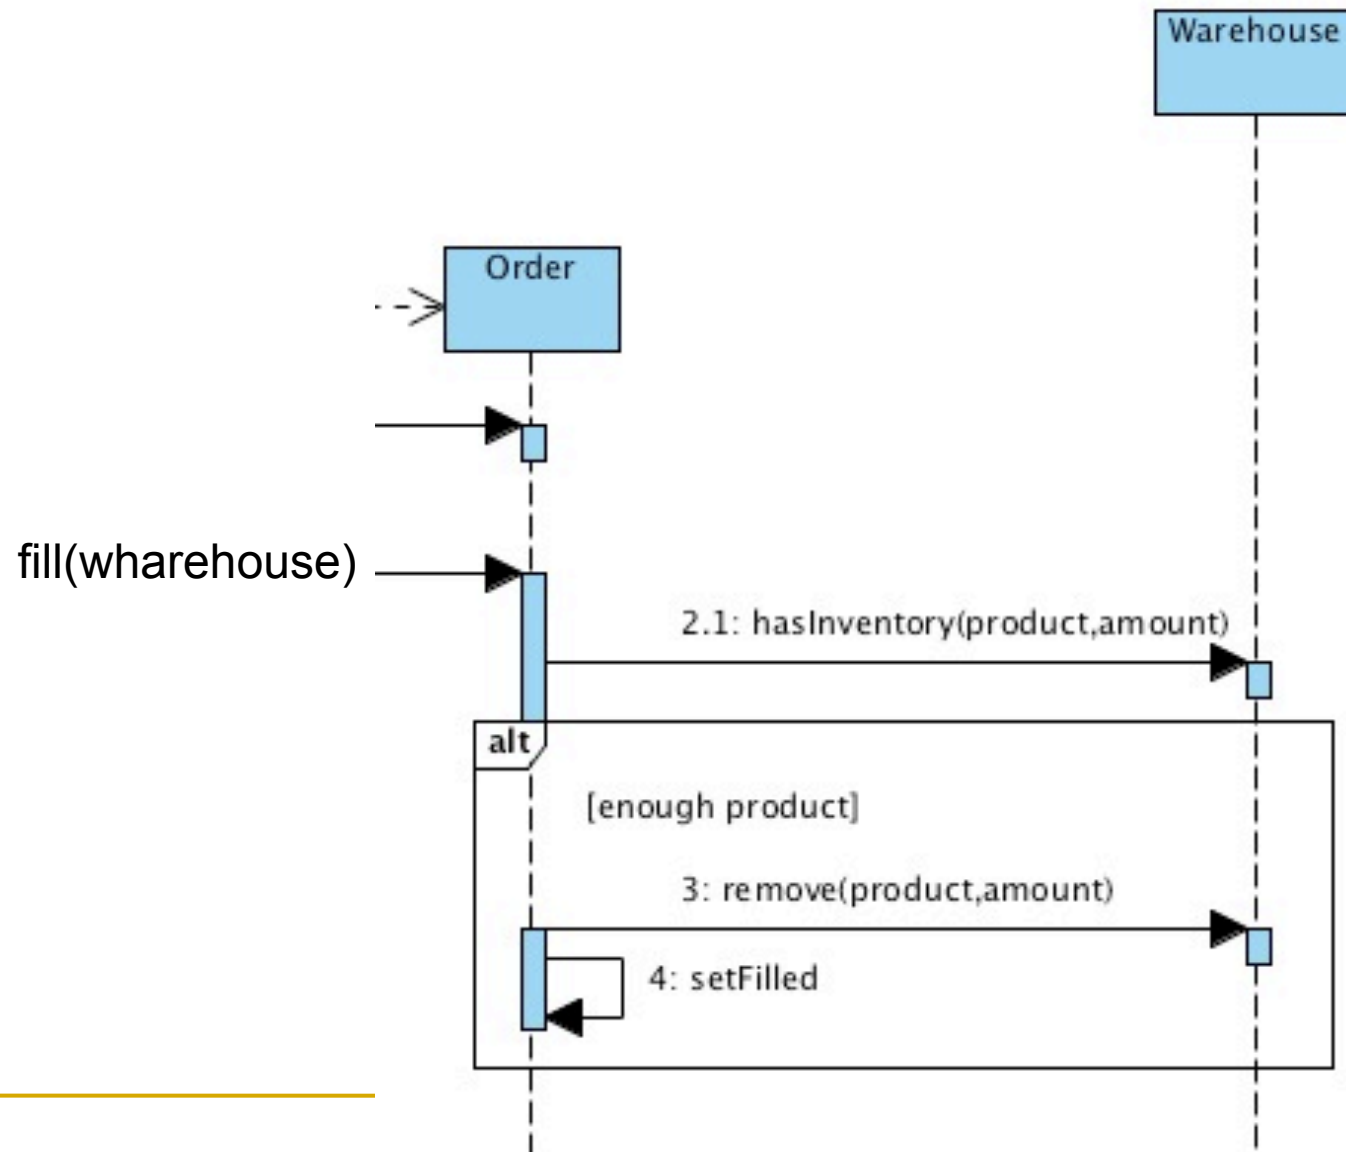 Warehouse
Order
fill(wharehouse)
2.1: hasInventory(product,amount)
alt
[enough product]
3: remove(product,amount)
4: setFilled